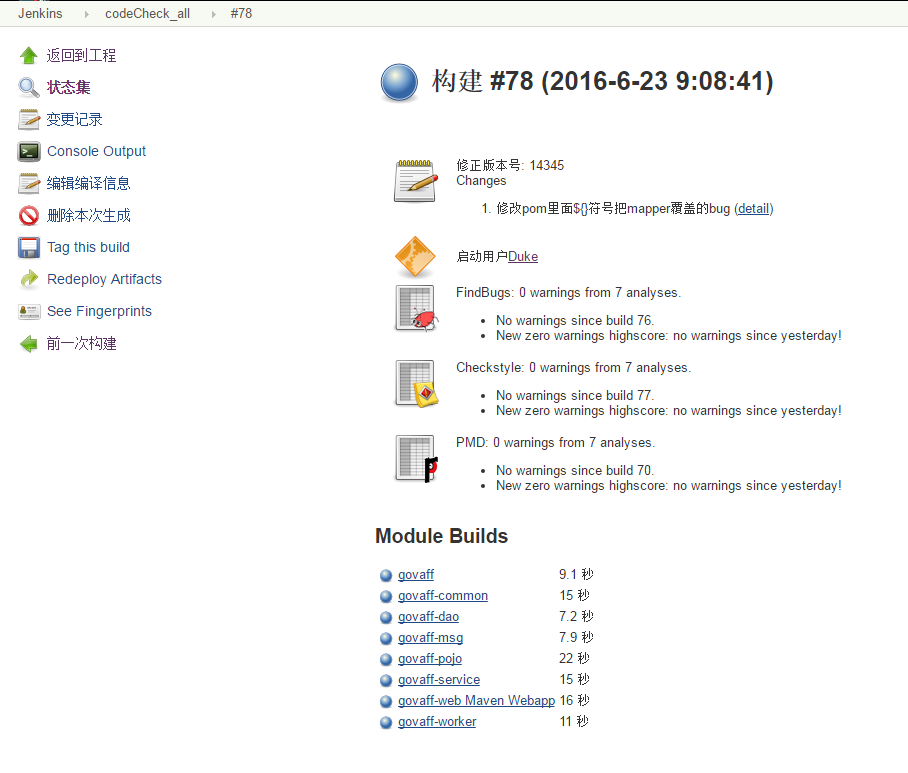 Jenkins codeCheck_all #78
返回到工程
状态集
变更记录
Console Output
编辑编译信息
删除本次生成
Tag this build
Redeploy Artifacts
See Fingerprints
前一次构建
构建 #78 (2016-6-23 9:08:41)
修正版本号: 14345
Changes
1. 修改pom里面${}符号把mapper覆盖的bug (detail)
启动用户Duke
FindBugs: 0 warnings from 7 analyses.
• No warnings since build 76.
• New zero warnings highscore: no warnings since yesterday!
Checkstyle: 0 warnings from 7 analyses.
• No warnings since build 77.
• New zero warnings highscore: no warnings since yesterday!
PMD: 0 warnings from 7 analyses.
• No warnings since build 70.
• New zero warnings highscore: no warnings since yesterday!
Module Builds
govaff 9.1 秒
govaff-common 15 秒
govaff-dao 7.2 秒
govaff-msg 7.9 秒
govaff-pojo 22 秒
govaff-service 15 秒
govaff-web Maven Webapp 16 秒
govaff-worker 11 秒